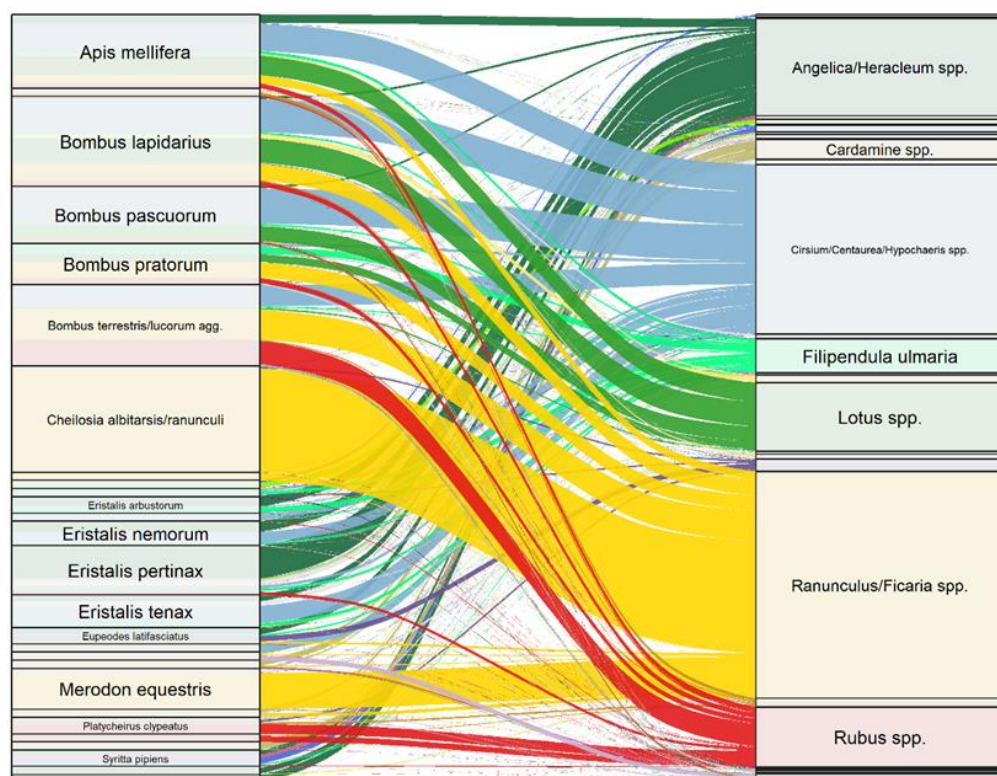 Apis mellifera
Bombus lapidarius
Bombus pascuorum
Bombus pratorum
Bombus terrestris/lucorum agg.
Cheilosia albitarsis/ranunculi
Eristalis arbustorum
Eristalis nemorum
Eristalis pertinax
Eristalis tenax
Eupeodes latifasciatus
Merodon equestris
Platycheirus clypeatus
Syritta pipiens
Angelica/Heracleum spp.
Cardamine spp.
Cirsium/Centaurea/Hypochaeris spp.
Filipendula ulmaria
Lotus spp.
Ranunculus/Ficaria spp.
Rubus spp.